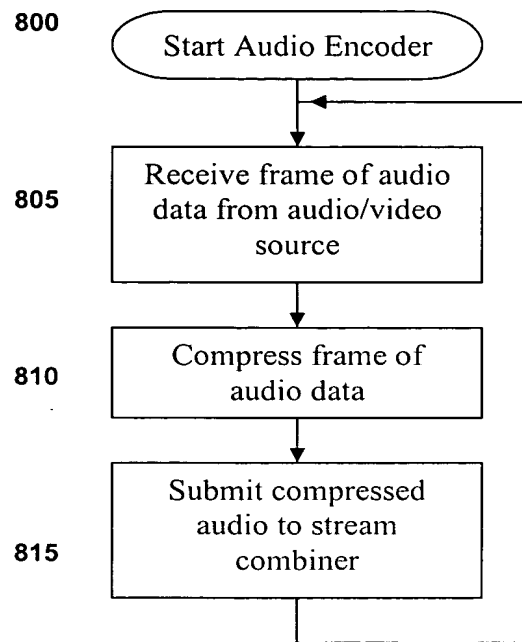 800
Start Audio Encoder
805
Receive frame of audio
data from audio/video
source
810
Compress frame of
audio data
815
Submit compressed
audio to stream
combiner